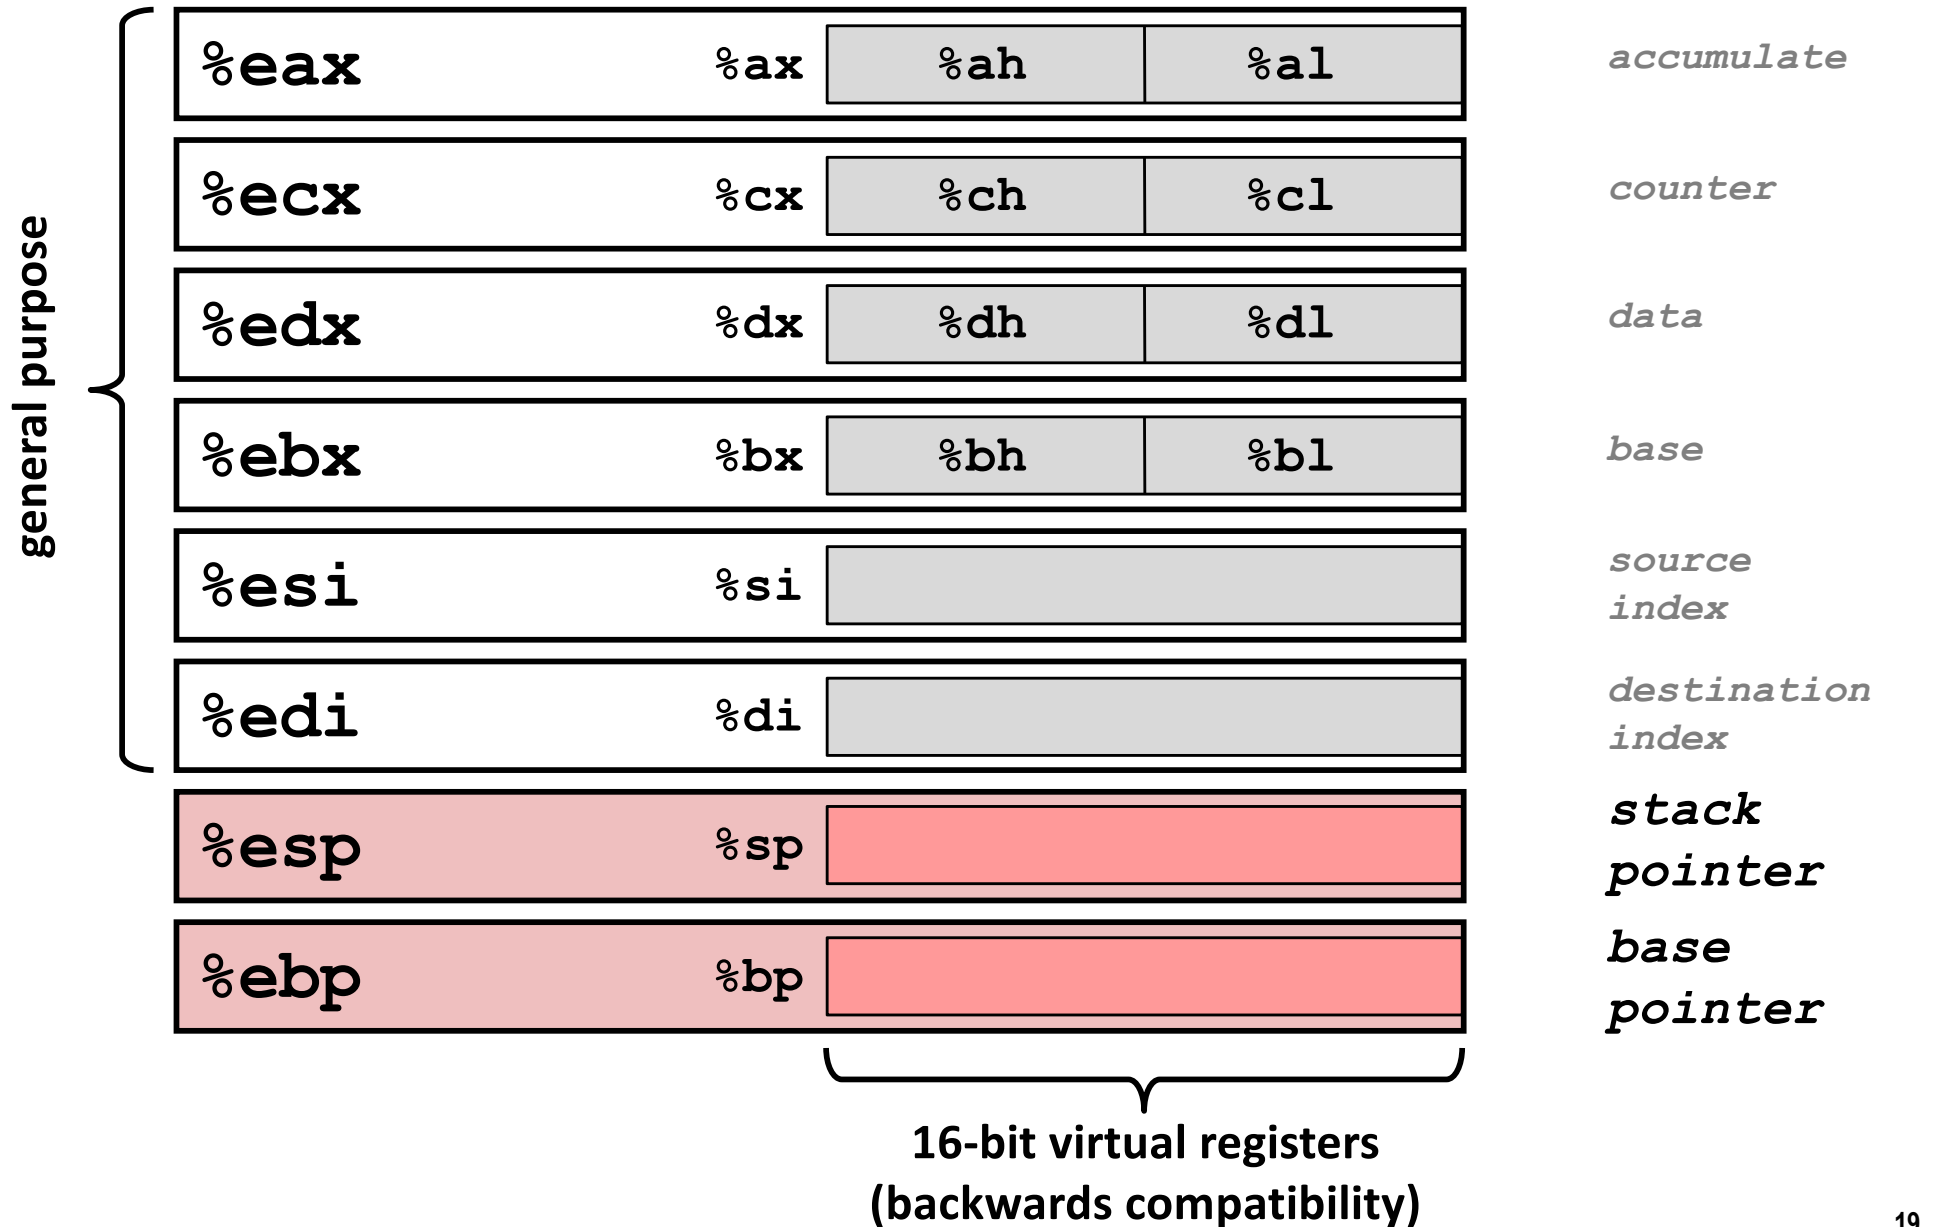 general purpose
%eax %ax %ah %al accumulate
%ecx %cx %ch %cl counter
%edx %dx %dh %dl data
%ebx %bx %bh %bl base
%esi %si source
index
%edi %di destination
index
%esp %sp stack
pointer
%ebp %bp base
pointer
16-bit virtual registers
(backwards compatibility)
19